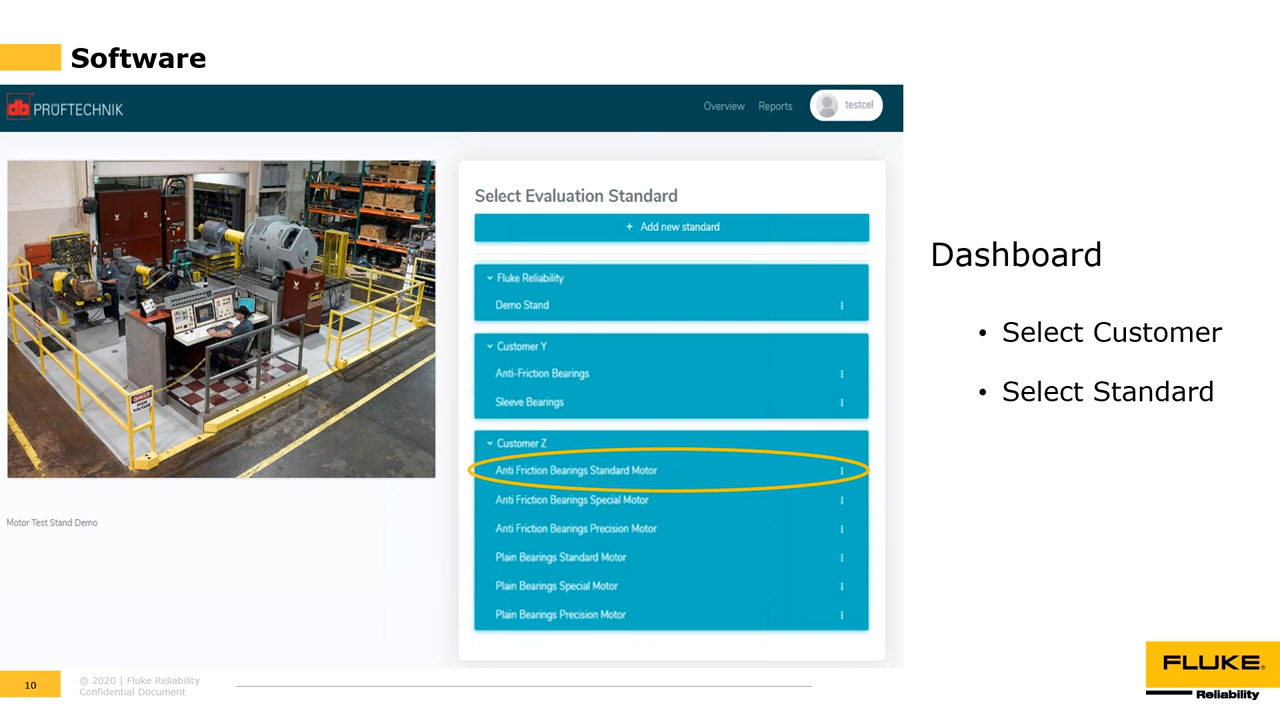 Software
PRÜFTECHNIK
Overview Reports testcel
Select Evaluation Standard
+ Add new standard
Fluke Reliability
Demo Stand
Customer Y
Anti-Friction Bearings
Sleeve Bearings
Customer Z
Anti Friction Bearings Standard Motor
Anti Friction Bearings Special Motor
Anti Friction Bearings Precision Motor
Plain Bearings Standard Motor
Plain Bearings Special Motor
Plain Bearings Precision Motor
DANGER
HIGH
VOLTAGE
Motor Test Stand Demo
Dashboard
• Select Customer
• Select Standard
10
© 2020 | Fluke Reliability
Confidential Document
FLUKE®
Reliability